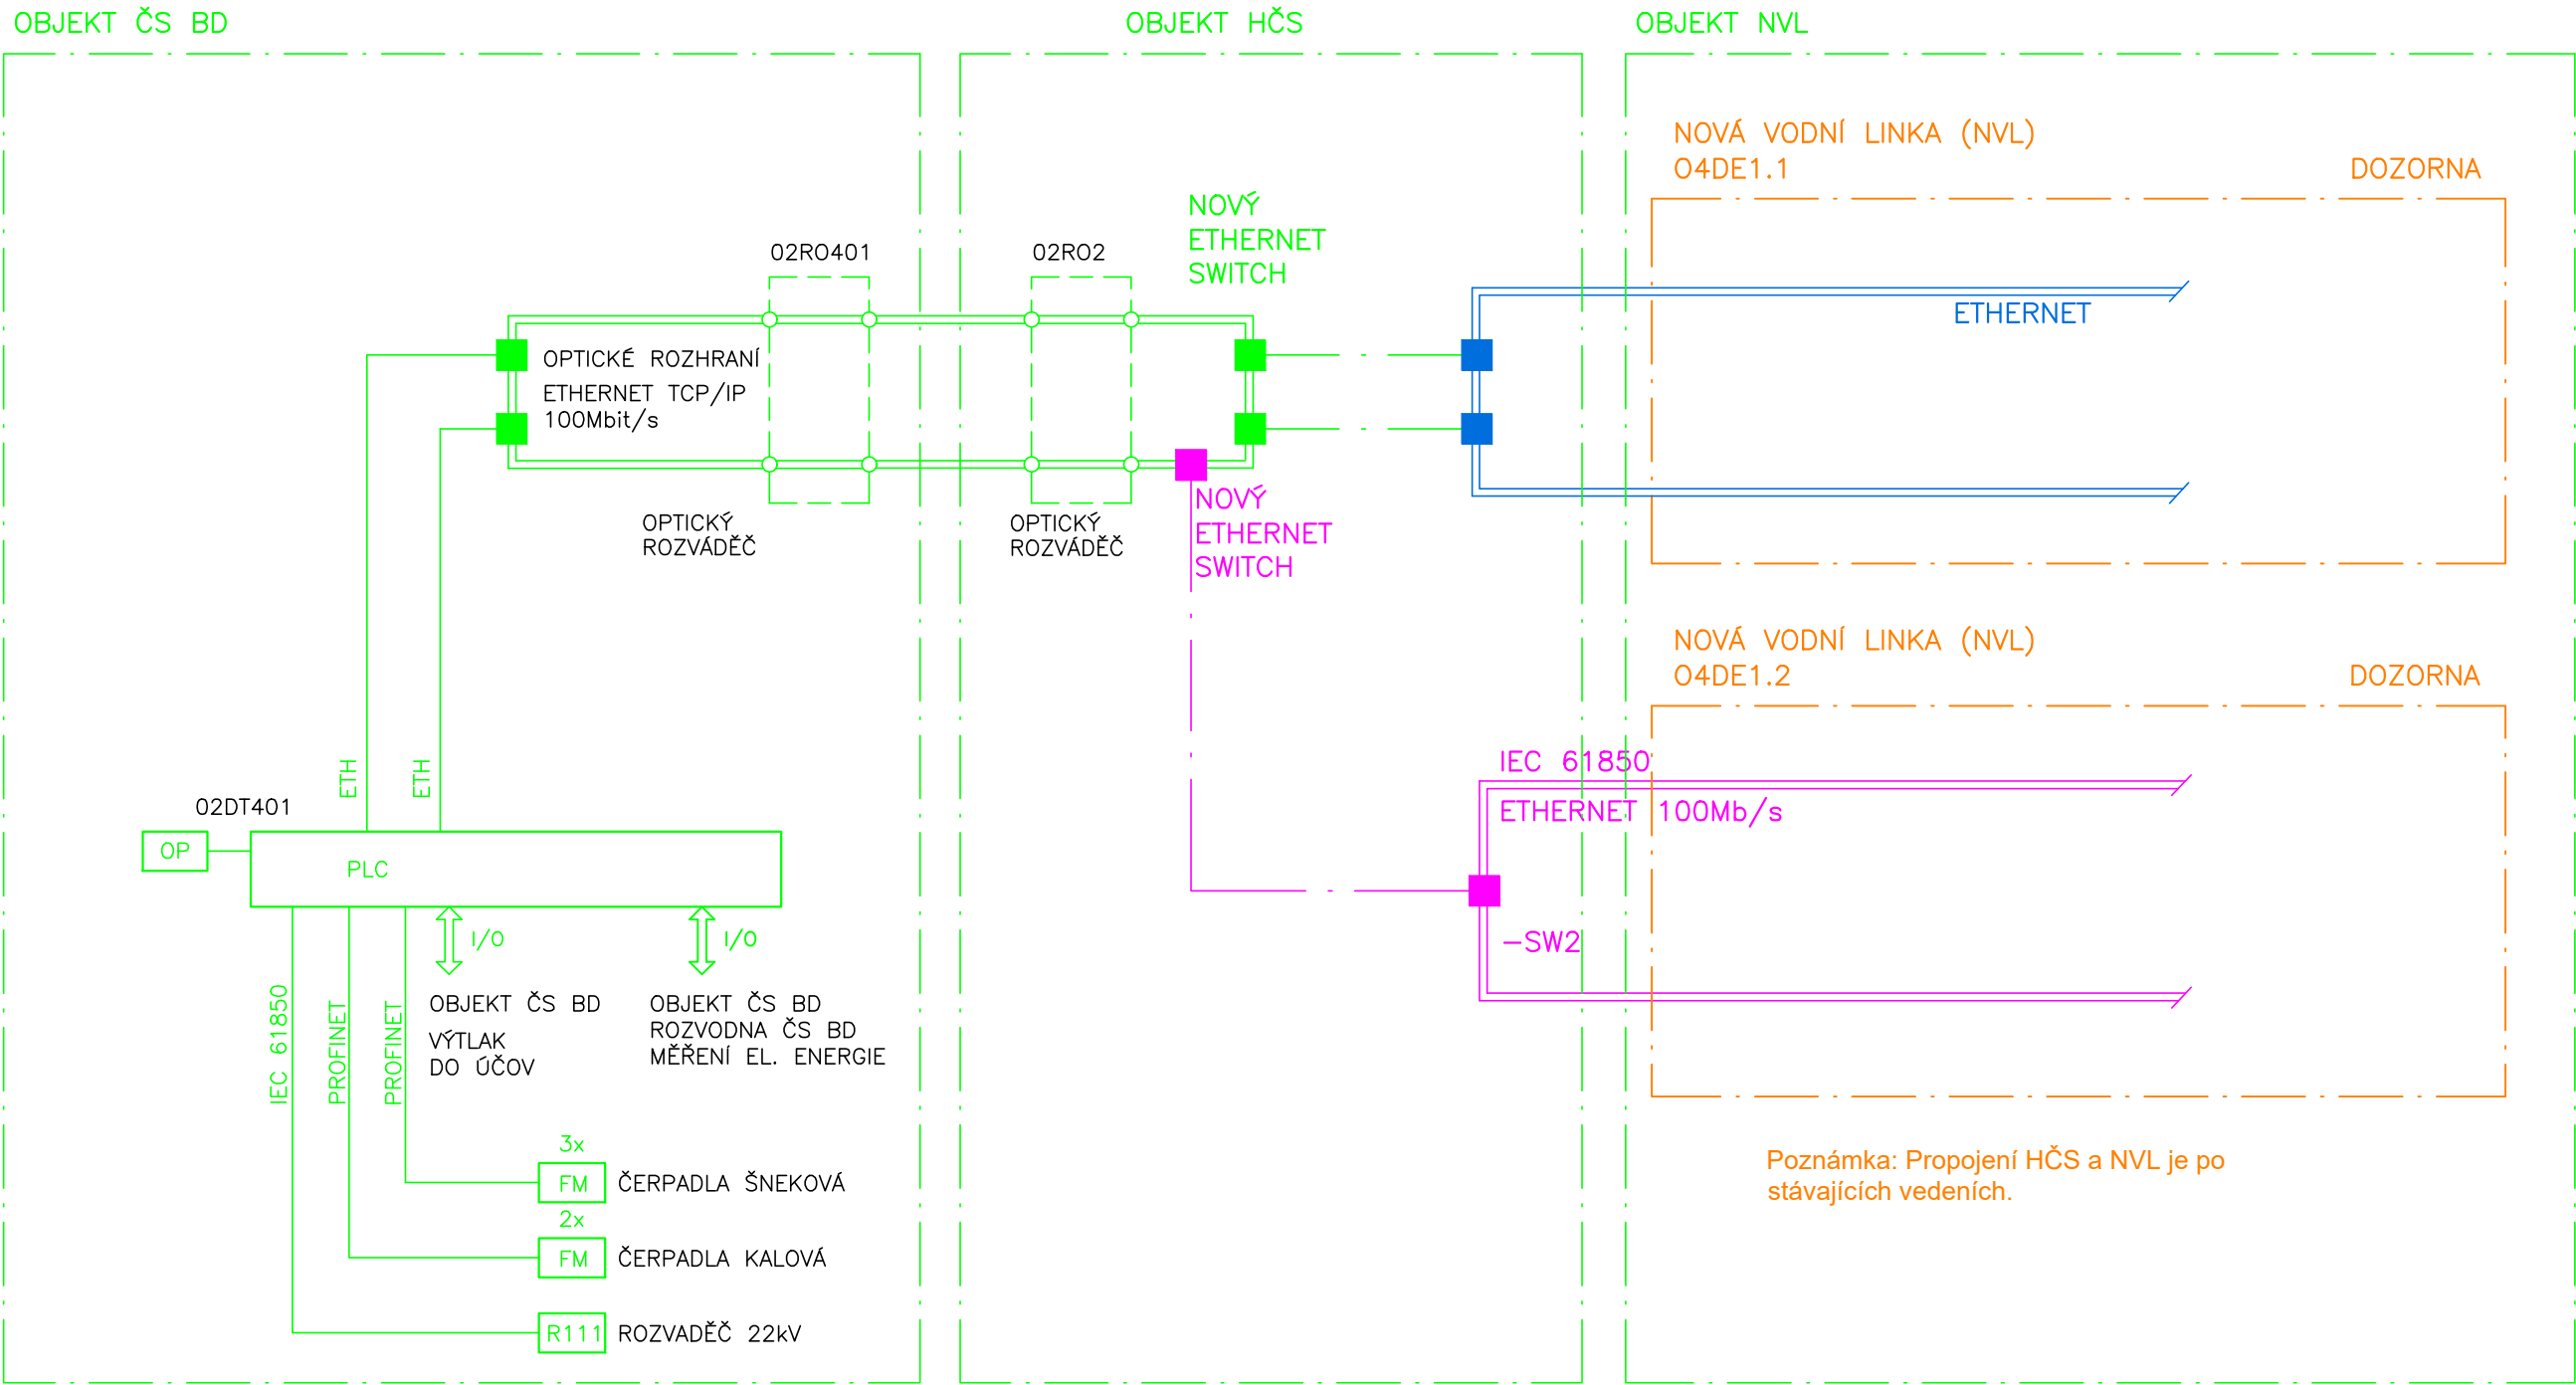 OBJEKT ČS BD
OBJEKT HČS
OBJEKT NVL
NOVÁ VODNÍ LINKA (NVL)
04DE1.1
DOZORNA
NOVÝ
ETHERNET
SWITCH
02RO401
02RO2
ETHERNET
OPTICKÉ ROZHRANÍ
ETHERNET TCP/IP
100Mbit/s
OPTICKÝ
ROZVÁDĚČ
OPTICKÝ
ROZVÁDĚČ
NOVÝ
ETHERNET
SWITCH
NOVÁ VODNÍ LINKA (NVL)
04DE1.2
DOZORNA
IEC 61850
ETHERNET 100Mb/s
-SW2
ETH
ETH
02DT401
OP
PLC
I/O
I/O
IEC 61850
PROFINET
PROFINET
OBJEKT ČS BD
VÝTLAK
DO ÚČOV
OBJEKT ČS BD
ROZVODNA ČS BD
MĚŘENÍ EL. ENERGIE
3x
FM
ČERPADLA ŠNEKOVÁ
2x
FM
ČERPADLA KALOVÁ
R111
ROZVADĚČ 22kV
Poznámka: Propojení HČS a NVL je po
stávajících vedeních.